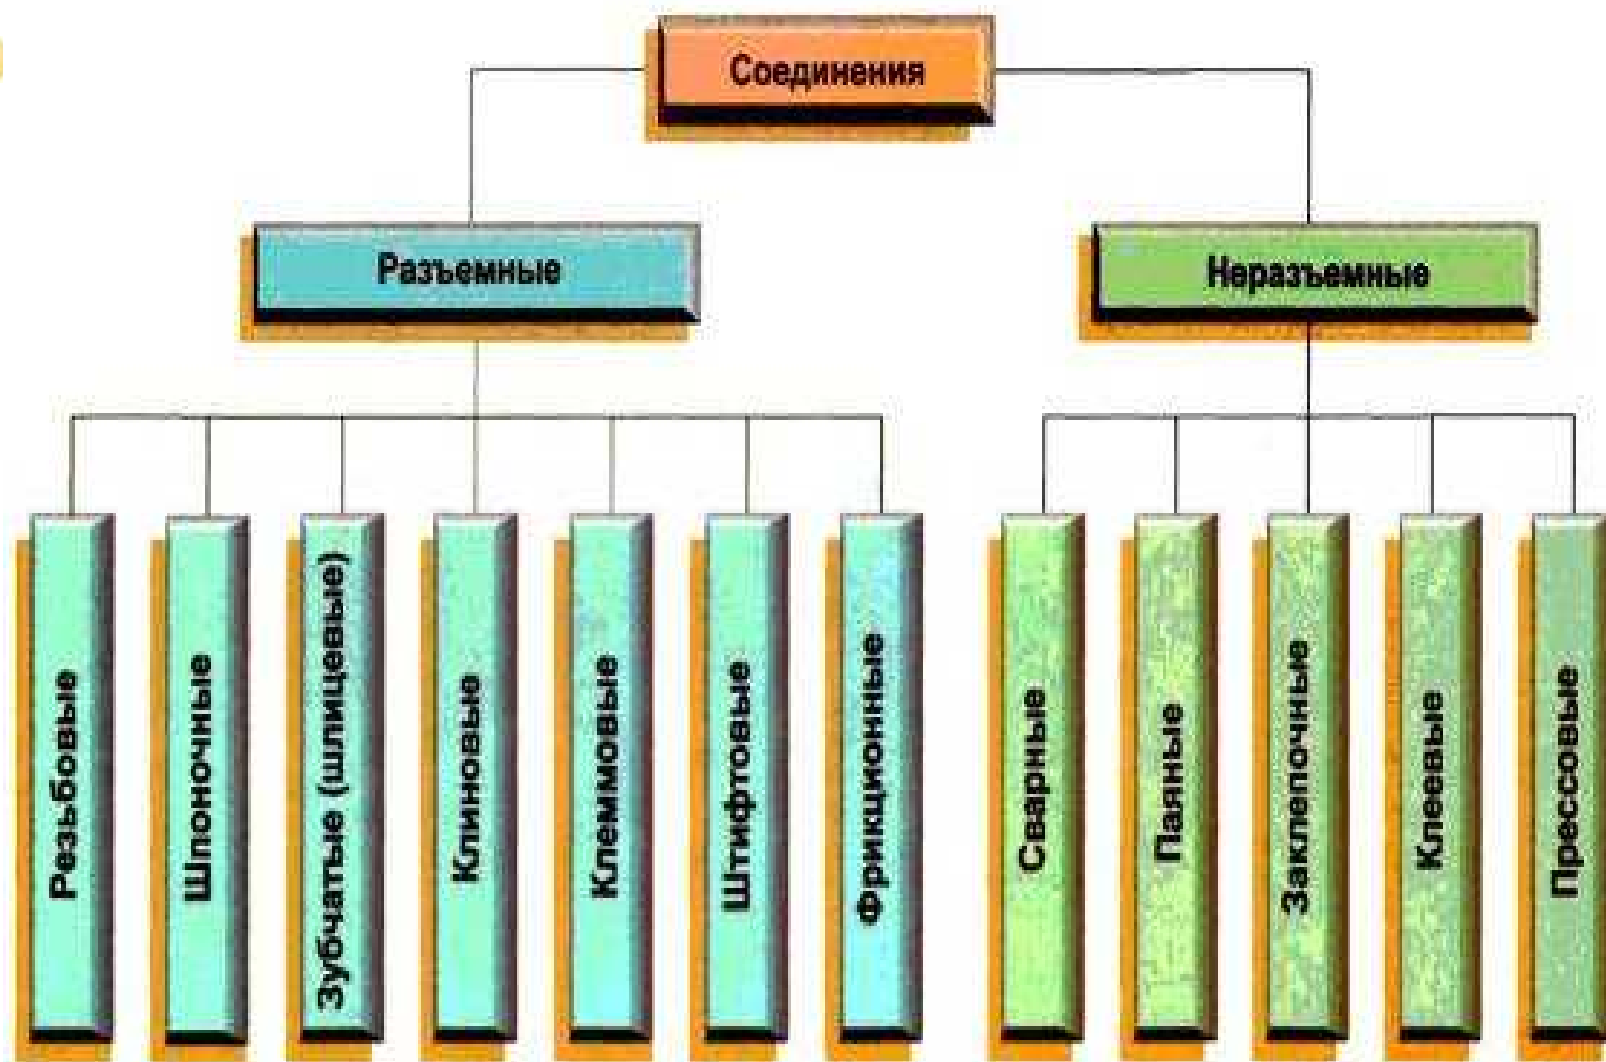 Соединения
Разъемные
Неразъемные
Резьбовые
Шпоночные
Зубчатые (шлицевые)
Клиновые
Клеммовые
Штифтовые
Фрикционные
Сварные
Паяные
Заклепочные
Клеевые
Прессовые